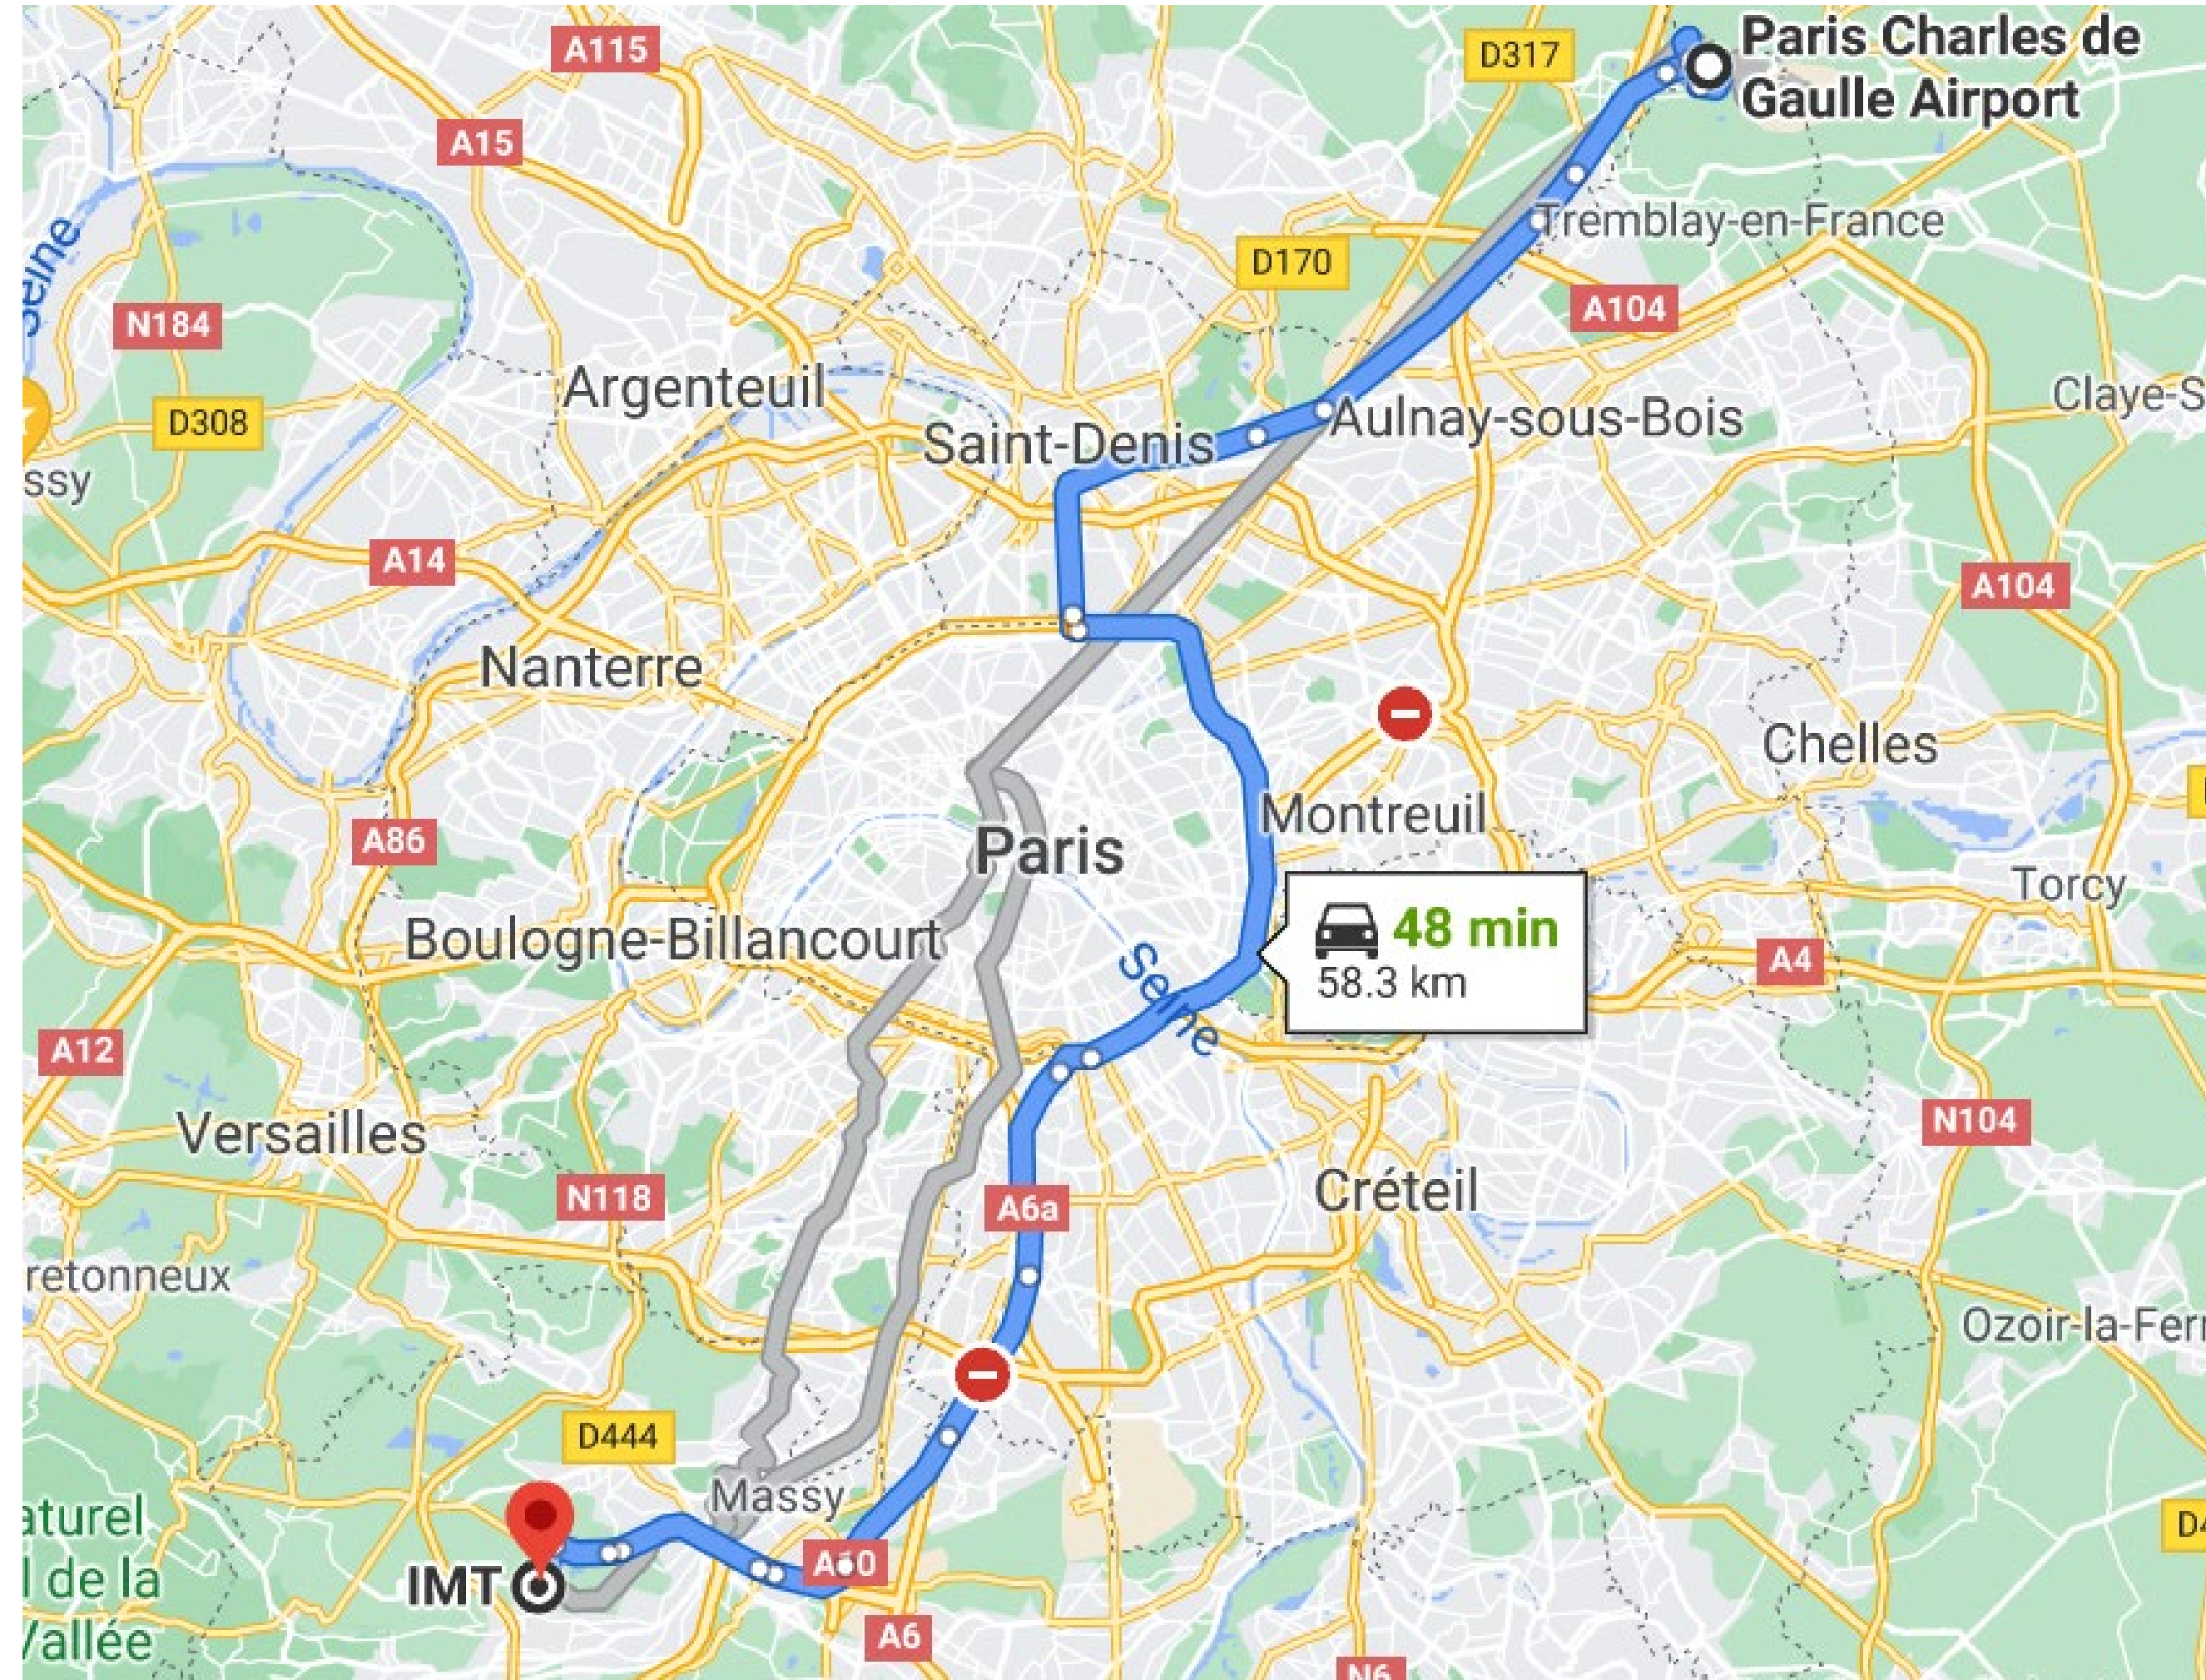 A115
D317
Paris Charles de
Gaulle Airport
A15
Tremblay-en-France
Seine
D170
N184
A104
Argenteuil
D308
Saint-Denis
Aulnay-sous-Bois
Claye-S
ssy
A14
A104
Nanterre
Chelles
Montreuil
A86
Paris
Torcy
Boulogne-Billancourt
48 min
58.3 km
A4
Seine
A12
Versailles
N104
N118
A6a
Créteil
retonneux
Ozoir-la-Ferr
D444
Massy
aturel
l de la
Vallée
IMT
A10
A6
N6